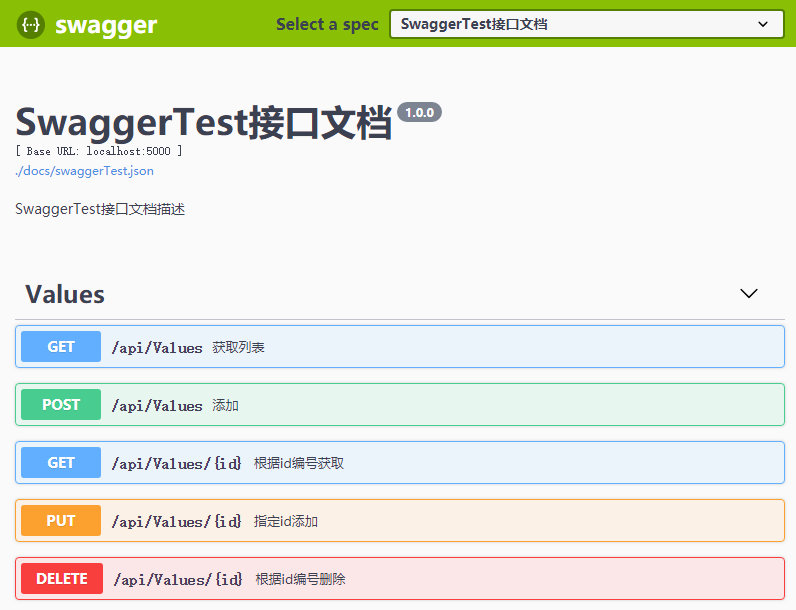 {···} swagger Select a spec SwaggerTest接口文档
SwaggerTest接口文档 1.0.0
[ Base URL: localhost:5000 ]
./docs/swaggerTest.json
SwaggerTest接口文档描述
Values
GET /api/Values 获取列表
POST /api/Values 添加
GET /api/Values/{id} 根据id编号获取
PUT /api/Values/{id} 指定id添加
DELETE /api/Values/{id} 根据id编号删除